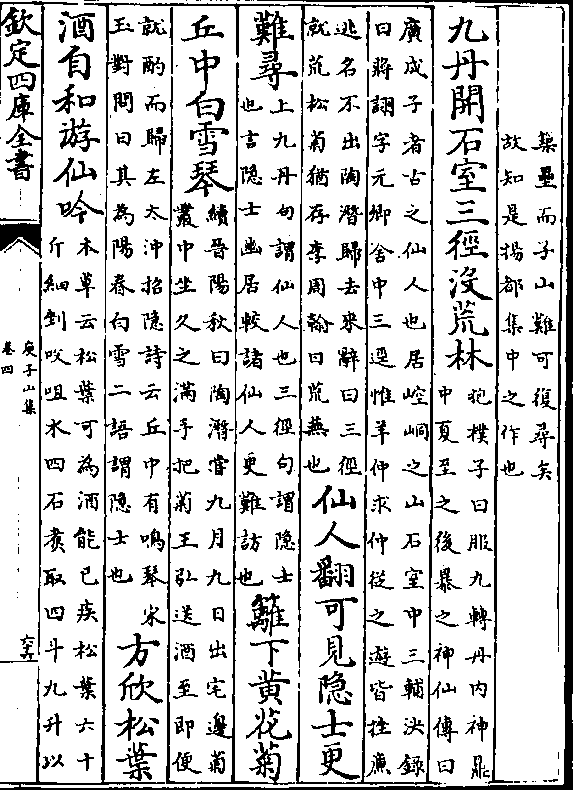 築壘而子山難可復尋矣
故知是揚都集中之作也
九丹開石室三徑沒荒林
抱樸子曰服九轉丹内神鼎
中夏至之後暴之神仙傳曰
廣成子者古之仙人也居崆峒之山石室中三輔決錄
曰蔣詡字元卿舍中三逕惟羊仲求仲從之遊皆挫廉
逃名不出陶潛歸去來辭曰三徑
就荒松菊猶存李周翰曰荒蕪也
仙人翻可見隱士更
難尋
上九丹句謂仙人也三徑句謂隱士
也言隱士幽居較諸仙人更難訪也
籬下黄花菊
丘中白雪琴
續晉陽秋曰陶潛嘗九月九日出宅邊菊
叢中坐久之滿手把菊王弘送酒至即便
就酌而歸左太沖招隱詩云丘中有鳴琴宋
玉對問曰其為陽春白雪二語謂隱士也
方欣松葉
酒自和遊仙吟
本草云松葉可為酒能已疾松葉六十
斤細剉㕮咀水四石煮取四斗九升以
欽定四庫全書
庾子山集
卷四